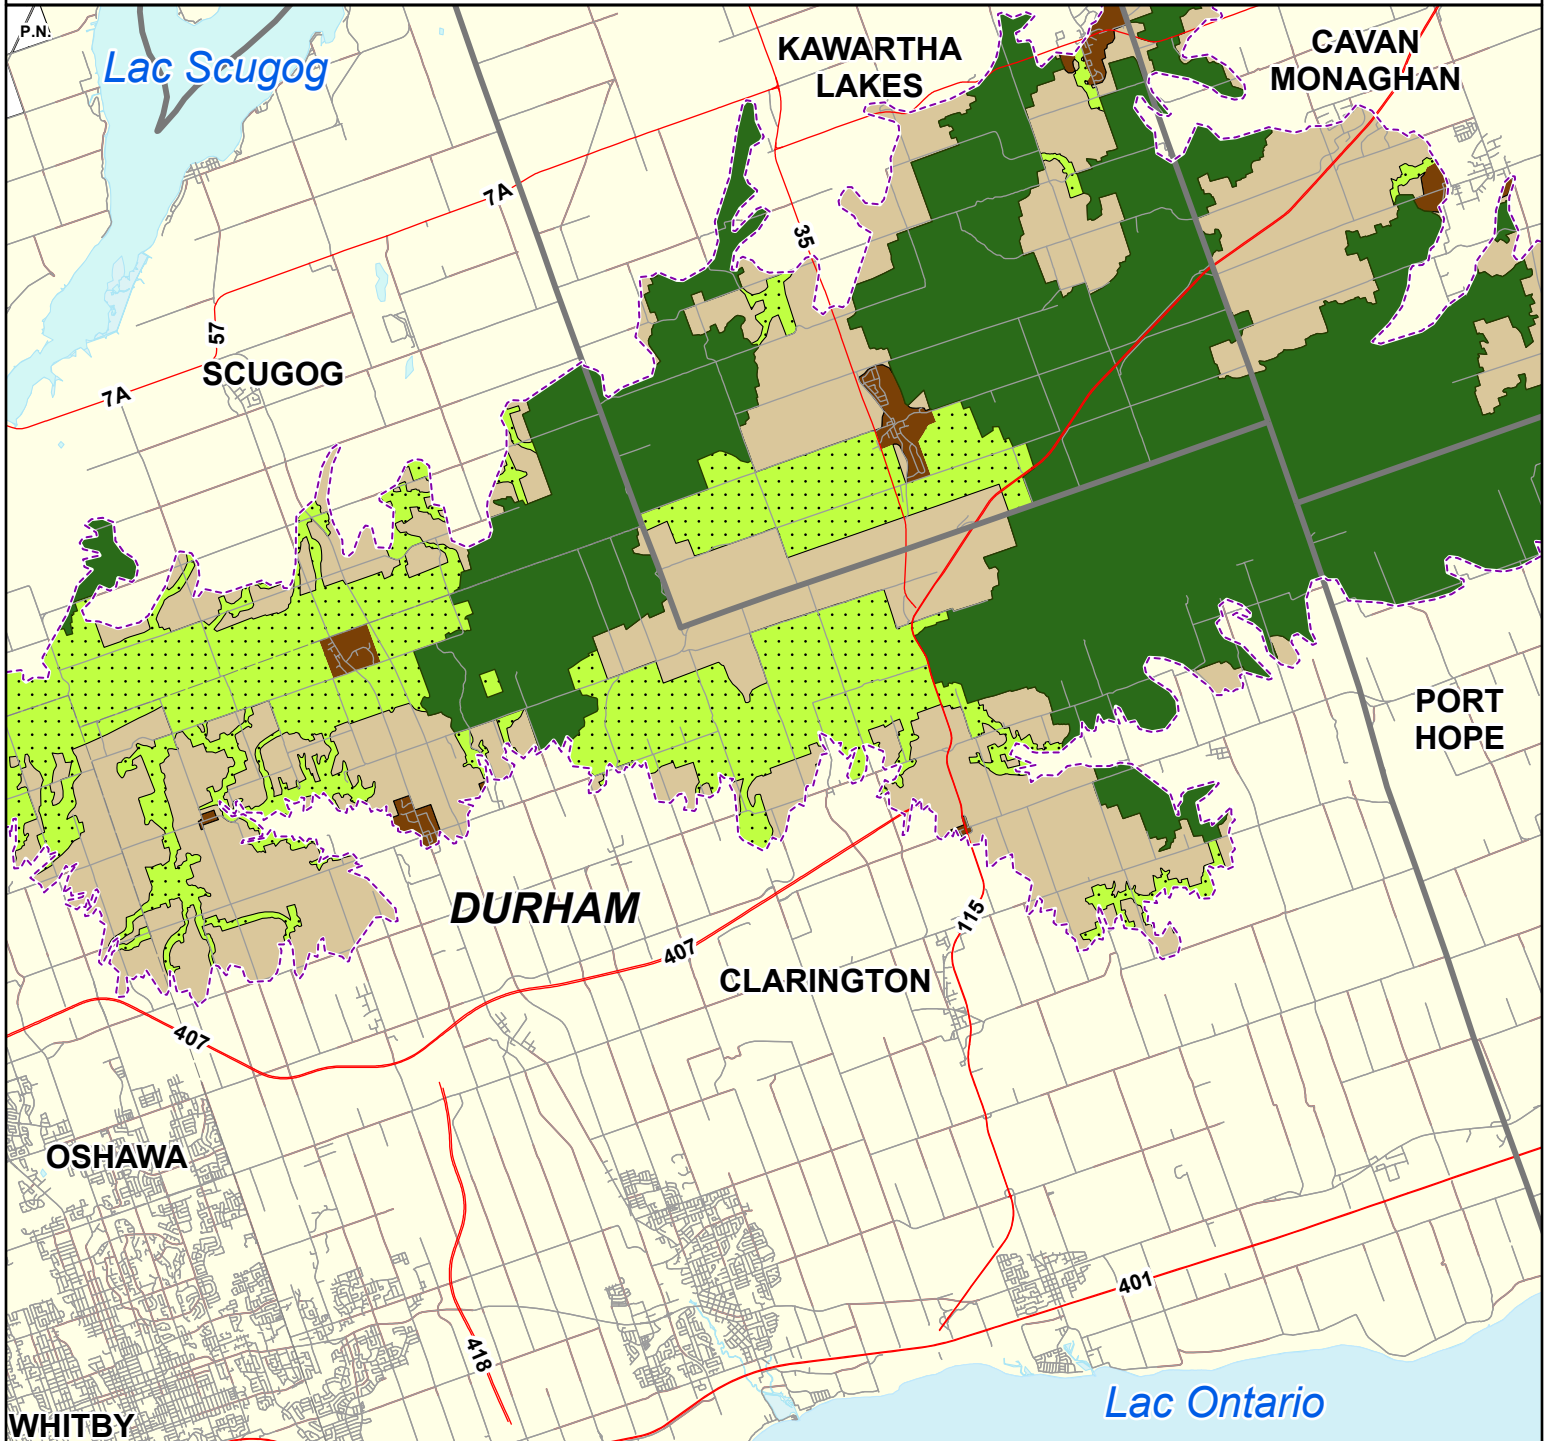 P.N.
Lac Scugog
KAWARTHA
LAKES
CAVAN
MONAGHAN
7A
35
57
SCUGOG
7A
PORT
HOPE
DURHAM
407
115
CLARINGTON
407
OSHAWA
401
418
Lac Ontario
WHITBY